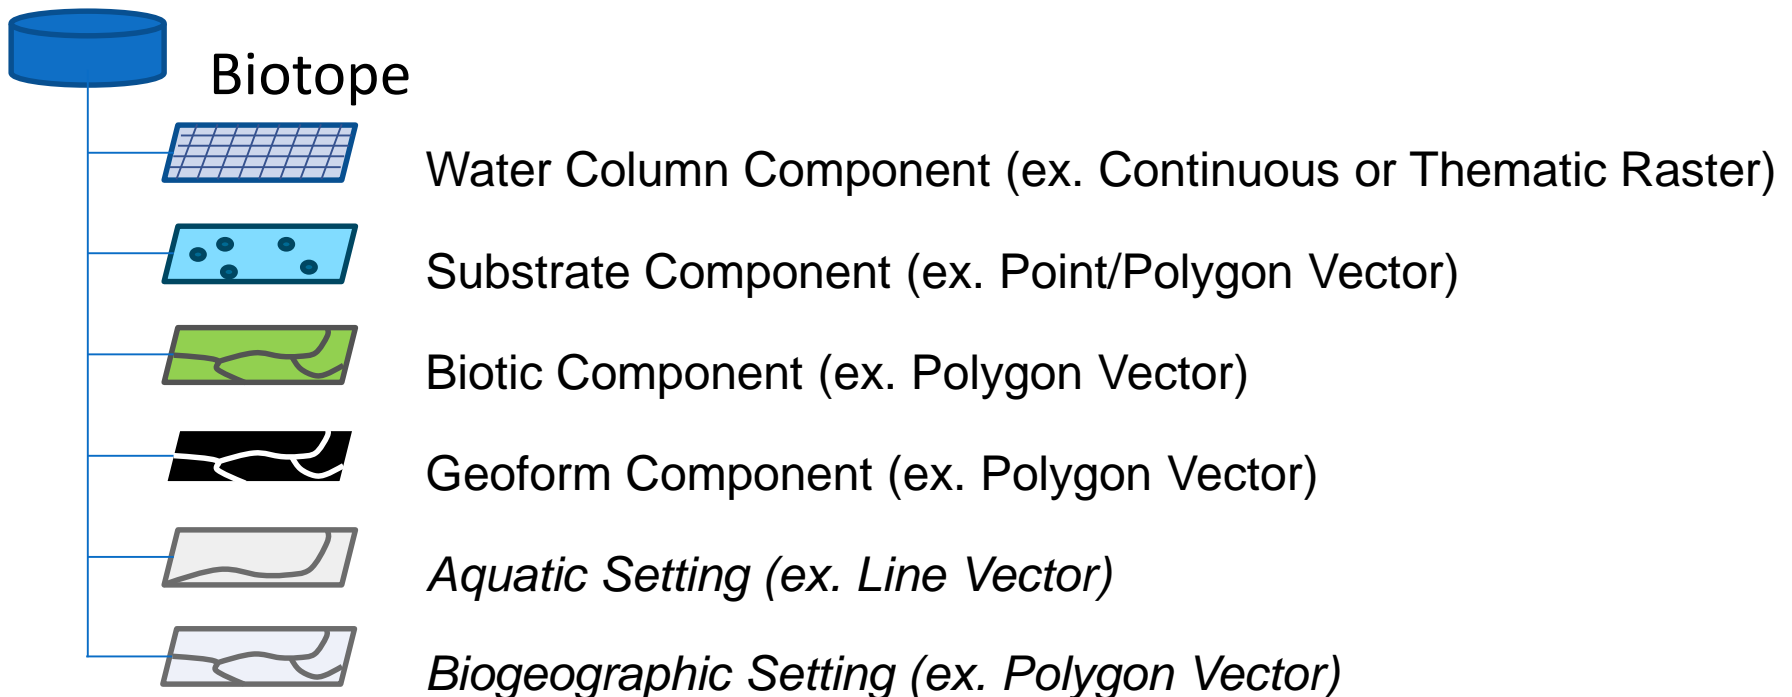 Biotope
Water Column Component (ex. Continuous or Thematic Raster)
Substrate Component (ex. Point/Polygon Vector)
Biotic Component (ex. Polygon Vector)
Geoform Component (ex. Polygon Vector)
Aquatic Setting (ex. Line Vector)
Biogeographic Setting (ex. Polygon Vector)